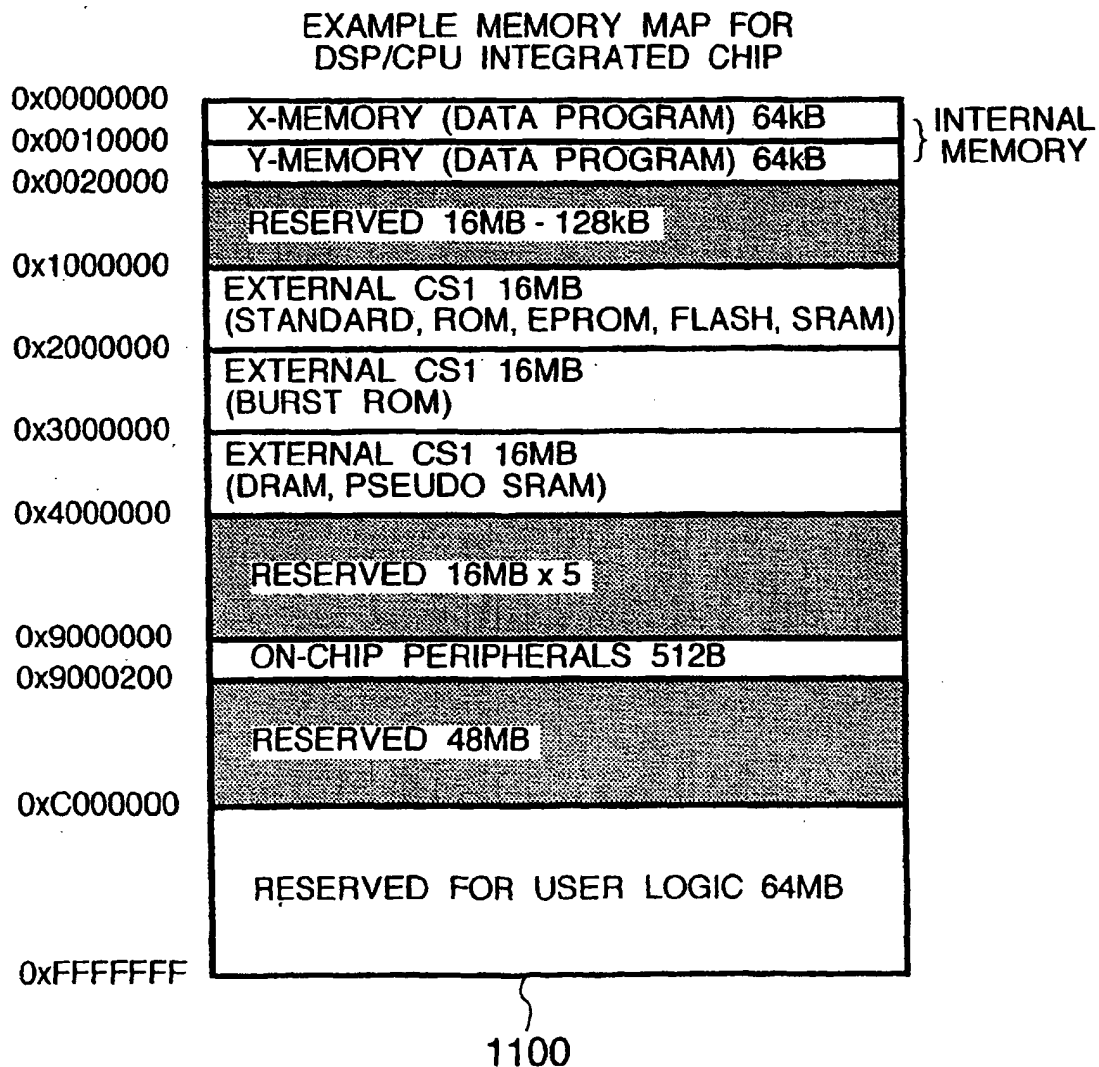 EXAMPLE MEMORY MAP FOR
DSP/CPU INTEGRATED CHIP
0x0000000
X-MEMORY (DATA PROGRAM) 64kB
INTERNAL
MEMORY
0x0010000
Y-MEMORY (DATA PROGRAM) 64kB
0x0020000
RESERVED 16MB - 128kB
0x1000000
EXTERNAL CS1 16MB
(STANDARD, ROM, EPROM, FLASH, SRAM)
0x2000000
EXTERNAL CS1 16MB
(BURST ROM)
0x3000000
EXTERNAL CS1 16MB
(DRAM, PSEUDO SRAM)
0x4000000
RESERVED 16MB x 5
0x9000000
ON-CHIP PERIPHERALS 512B
0x9000200
RESERVED 48MB
0xC000000
RESERVED FOR USER LOGIC 64MB
0xFFFFFFF
1100